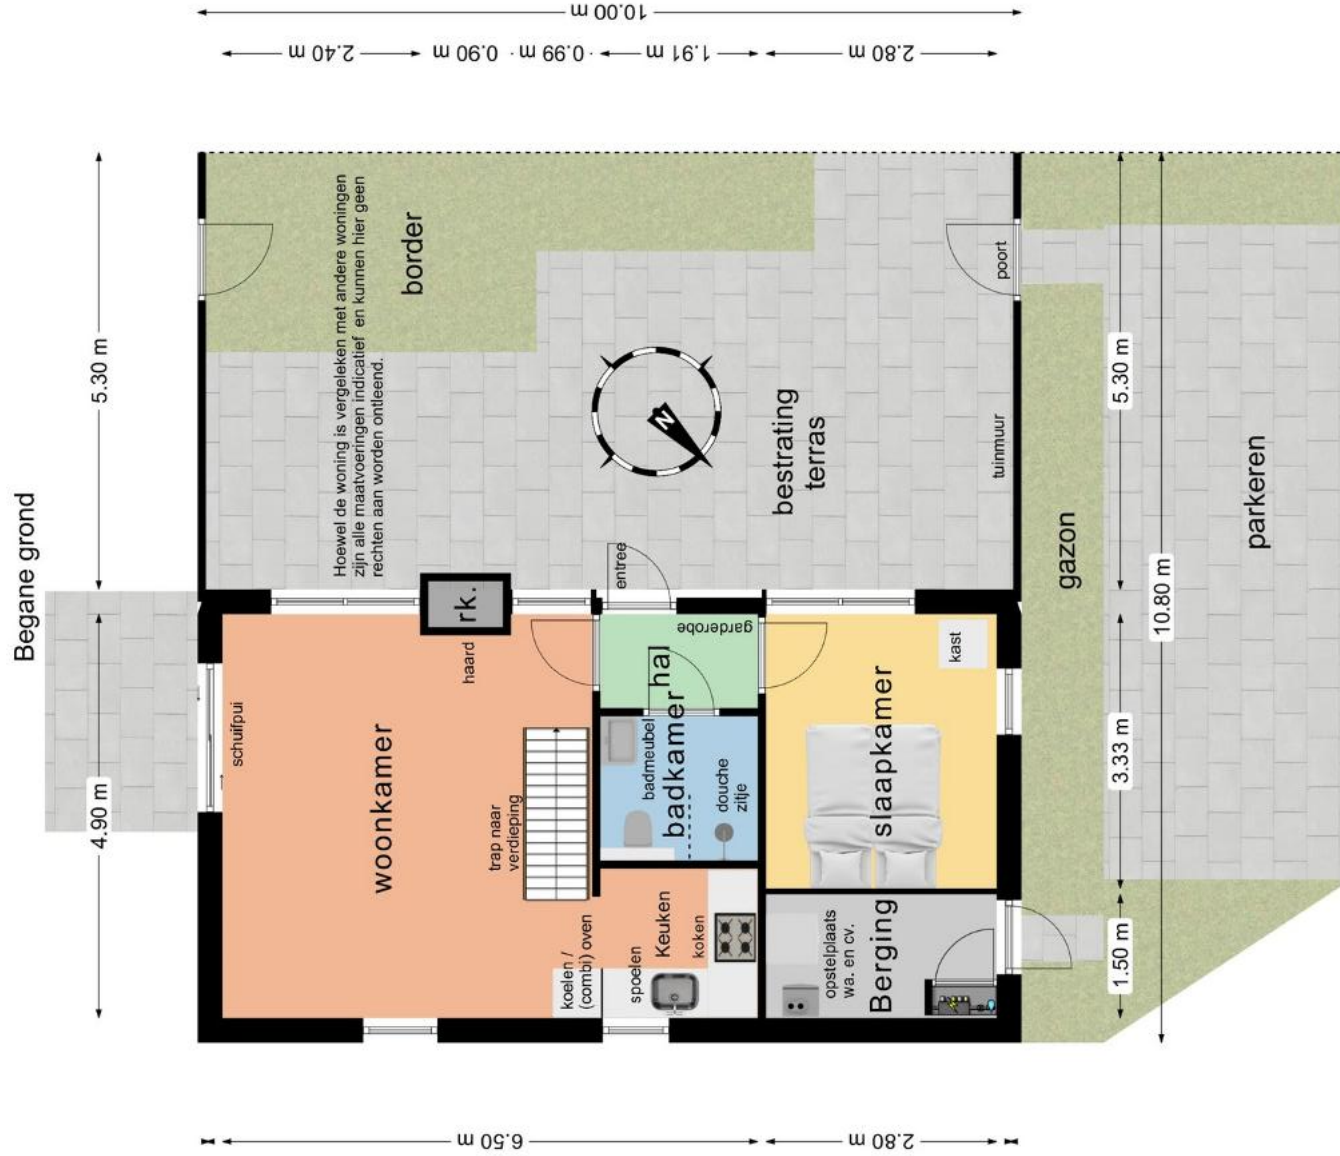 Begane grond
10.00 m
2.40 m
0.90 m
0.99 m
1.91 m
2.80 m
5.30 m
4.90 m
Hoewel de woning is vergeleken met andere woningen
zijn alle maatvoeringen indicatief en kunnen hier geen
rechten aan worden ontleend.
border
poort
N
bestrating
terras
tuinmuur
entree
rk.
haard
schuifpui
woonkamer
trap naar
verdieping
garderobe
hal
badmeubel
badkamer
douche
zitje
kast
slaapkamer
koelen /
(combi) oven
spoelen
Keuken
koken
opstelplaats
wa. en cv.
Berging
gazon
parkeren
5.30 m
10.80 m
3.33 m
1.50 m
6.50 m
2.80 m